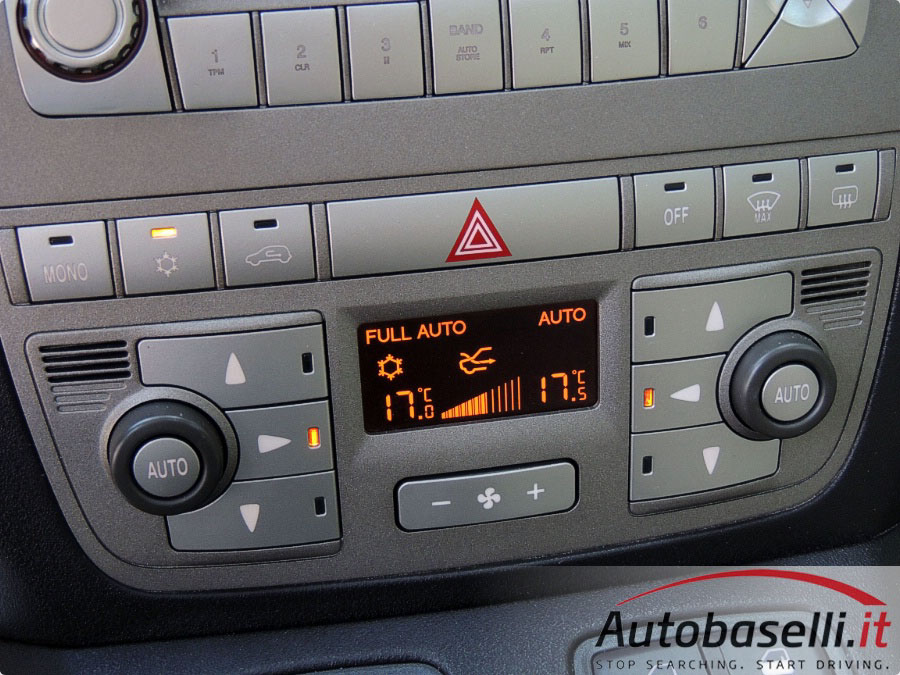 1 2 3 BAND 4 5 6
TPM CLR II AUTO STORE RPT MIX
MONO OFF MAX
FULL AUTO AUTO
17.0°C 17.5°C
AUTO AUTO
− +
Autobaselli.it
STOP SEARCHING. START DRIVING.